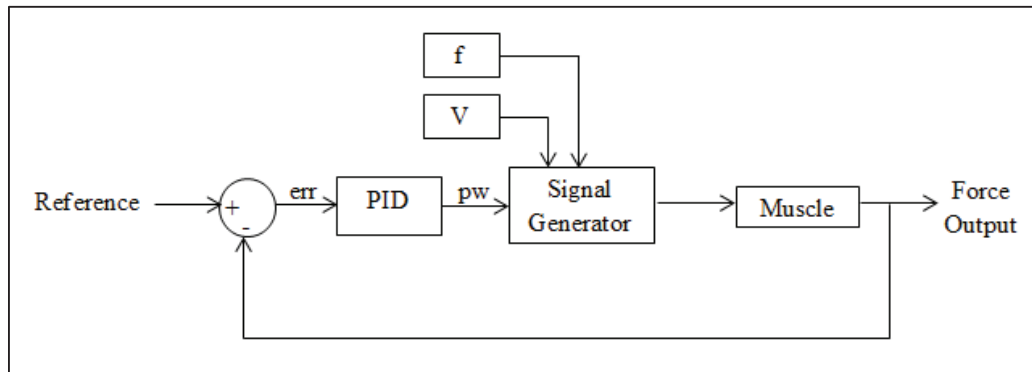 f
V
Reference
+
-
err
PID
pw
Signal
Generator
Muscle
Force
Output